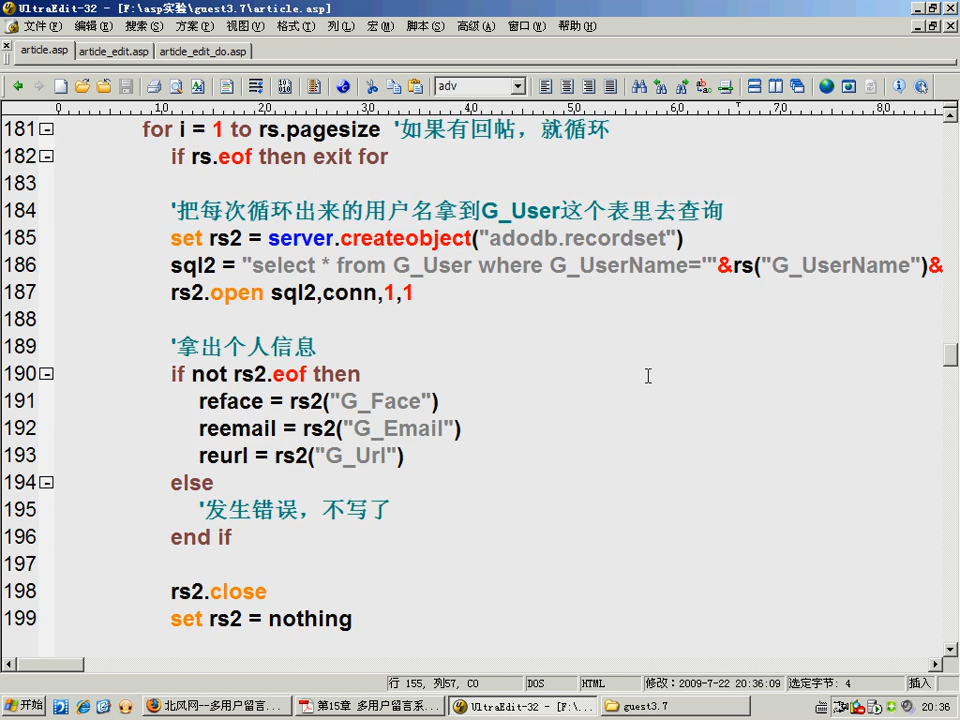 UltraEdit-32 - [F:\asp实验\guest3.7\article.asp]
文件(F) 编辑(E) 搜索(S) 方案(P) 视图(V) 格式(T) 列(L) 宏(M) 脚本(S) 高级(A) 窗口(W) 帮助(H)
article.asp article_edit.asp article_edit_do.asp
adv
0 10 20 30 40 50 60 70 80
181 for i = 1 to rs.pagesize '如果有回帖，就循环
182 if rs.eof then exit for
183
184 '把每次循环出来的用户名拿到G_User这个表里去查询
185 set rs2 = server.createobject("adodb.recordset")
186 sql2 = "select * from G_User where G_UserName='"&rs("G_UserName")&
187 rs2.open sql2,conn,1,1
188
189 '拿出个人信息
190 if not rs2.eof then
191 reface = rs2("G_Face")
192 reemail = rs2("G_Email")
193 reurl = rs2("G_Url")
194 else
195 '发生错误，不写了
196 end if
197
198 rs2.close
199 set rs2 = nothing
行 155, 列57, C0 DOS HTML 修改: 2009-7-22 20:36:09 选定字节: 4 插入
开始 北风网--多用户留言... 第15章 多用户留言系... UltraEdit-32 - [F:\... guest3.7 20:36